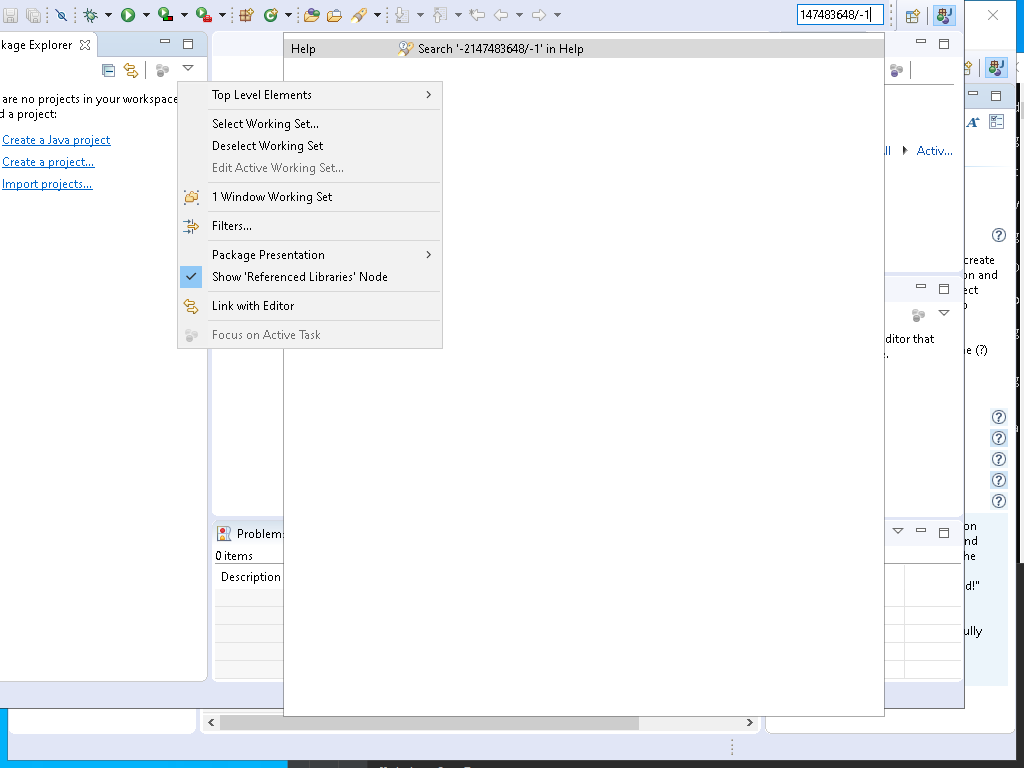 147483648/-1
kage Explorer
Help
Search '-2147483648/-1' in Help
are no projects in your workspace
d a project:
Create a Java project
Create a project...
Import projects...
Top Level Elements
Select Working Set...
Deselect Working Set
Edit Active Working Set...
1 Window Working Set
Filters...
Package Presentation
Show 'Referenced Libraries' Node
Link with Editor
Focus on Active Task
All
Activ...
create
on and
ect
ditor that
e (?)
Problems
0 items
Description
on
nd
he
d!"
ully